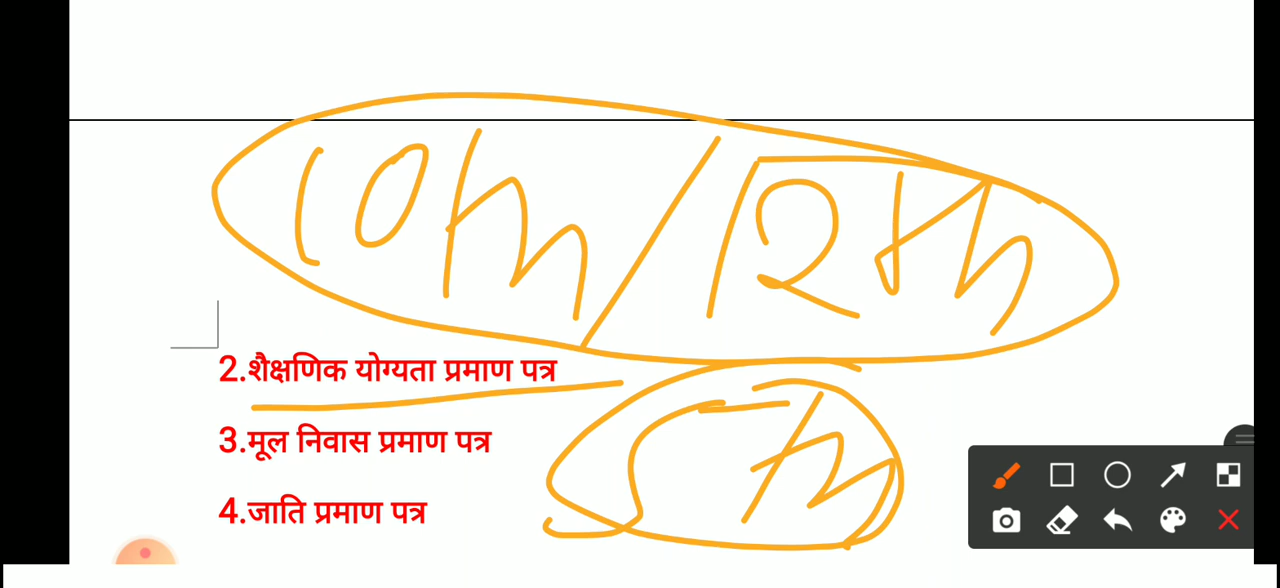 10th/12th
2.शैक्षणिक योग्यता प्रमाण पत्र
3.मूल निवास प्रमाण पत्र
5th
4.जाति प्रमाण पत्र